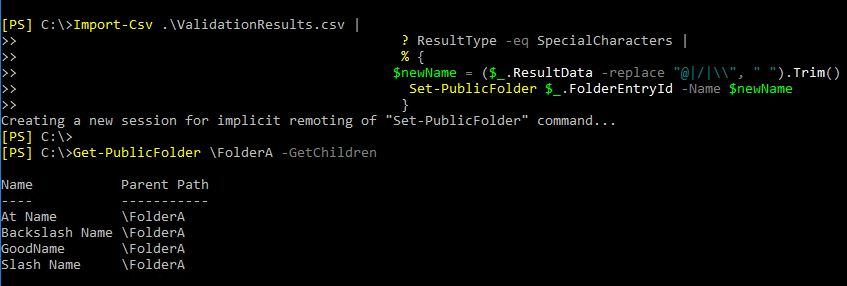 [PS] C:\>Import-Csv .\ValidationResults.csv |
>> ? ResultType -eq SpecialCharacters |
>> % {
>> $newName = ($_.ResultData -replace "@|/|\\", " ").Trim()
>> Set-PublicFolder $_.FolderEntryId -Name $newName
>> }
Creating a new session for implicit remoting of "Set-PublicFolder" command...
[PS] C:\>
[PS] C:\>Get-PublicFolder \FolderA -GetChildren
Name Parent Path
---- -----------
At Name \FolderA
Backslash Name \FolderA
GoodName \FolderA
Slash Name \FolderA